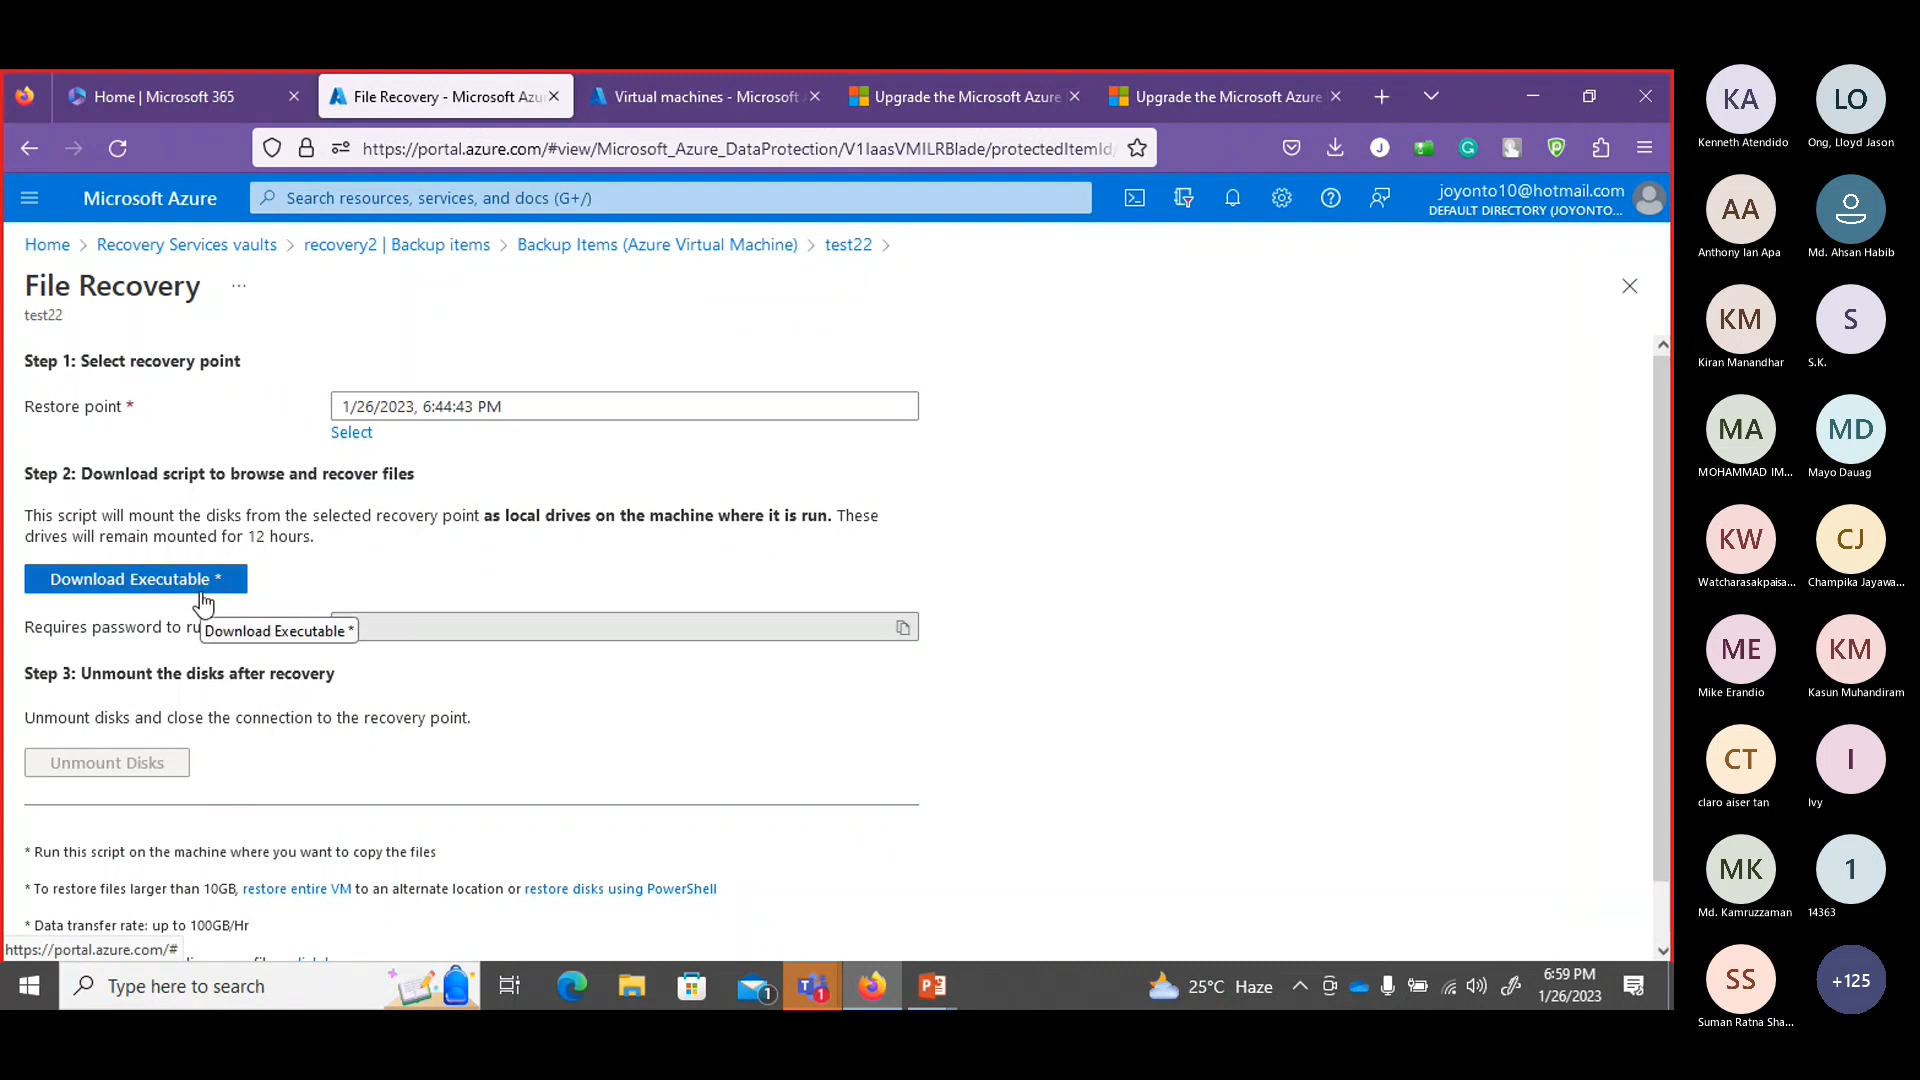 Home | Microsoft 365
File Recovery - Microsoft Azu
Virtual machines - Microsoft
Upgrade the Microsoft Azure
Upgrade the Microsoft Azure
https://portal.azure.com/#view/Microsoft_Azure_DataProtection/V1IaasVMILRBlade/protectedItemId/
Microsoft Azure
Search resources, services, and docs (G+/)
joyonto10@hotmail.com
DEFAULT DIRECTORY (JOYONTO...
Home > Recovery Services vaults > recovery2 | Backup items > Backup Items (Azure Virtual Machine) > test22 >
File Recovery ...
test22
Step 1: Select recovery point
Restore point *
1/26/2023, 6:44:43 PM
Select
Step 2: Download script to browse and recover files
This script will mount the disks from the selected recovery point as local drives on the machine where it is run. These
drives will remain mounted for 12 hours.
Download Executable *
Requires password to ru
Download Executable *
Step 3: Unmount the disks after recovery
Unmount disks and close the connection to the recovery point.
Unmount Disks
* Run this script on the machine where you want to copy the files
* To restore files larger than 10GB, restore entire VM to an alternate location or restore disks using PowerShell
* Data transfer rate: up to 100GB/Hr
https://portal.azure.com/#
Type here to search
1
1
25°C Haze
6:59 PM
1/26/2023
KA
Kenneth Atendido
LO
Ong, Lloyd Jason
AA
Anthony Ian Apa
Md. Ahsan Habib
KM
Kiran Manandhar
S
S.K.
MA
MOHAMMAD IM...
MD
Mayo Dauag
KW
Watcharasakpaisa...
CJ
Champika Jayawa...
ME
Mike Erandio
KM
Kasun Muhandiram
CT
claro aiser tan
I
Ivy
MK
Md. Kamruzzaman
1
14363
SS
Suman Ratna Sha...
+125